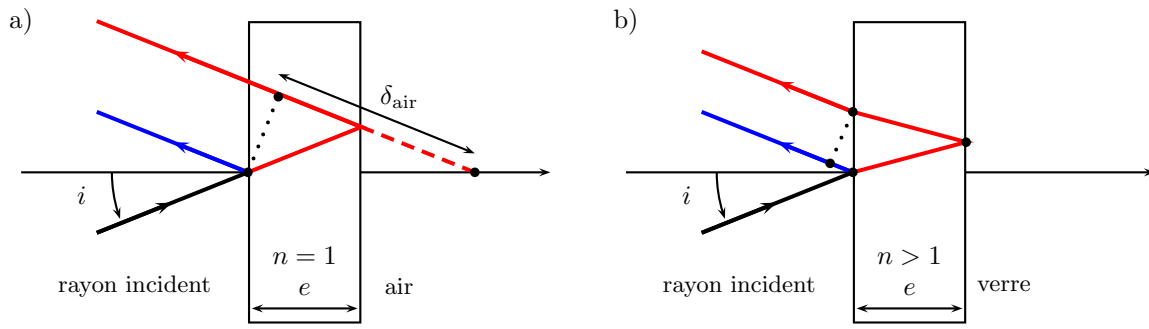 a)
δair
i
n = 1
rayon incident
e
air
b)
i
n > 1
rayon incident
e
verre